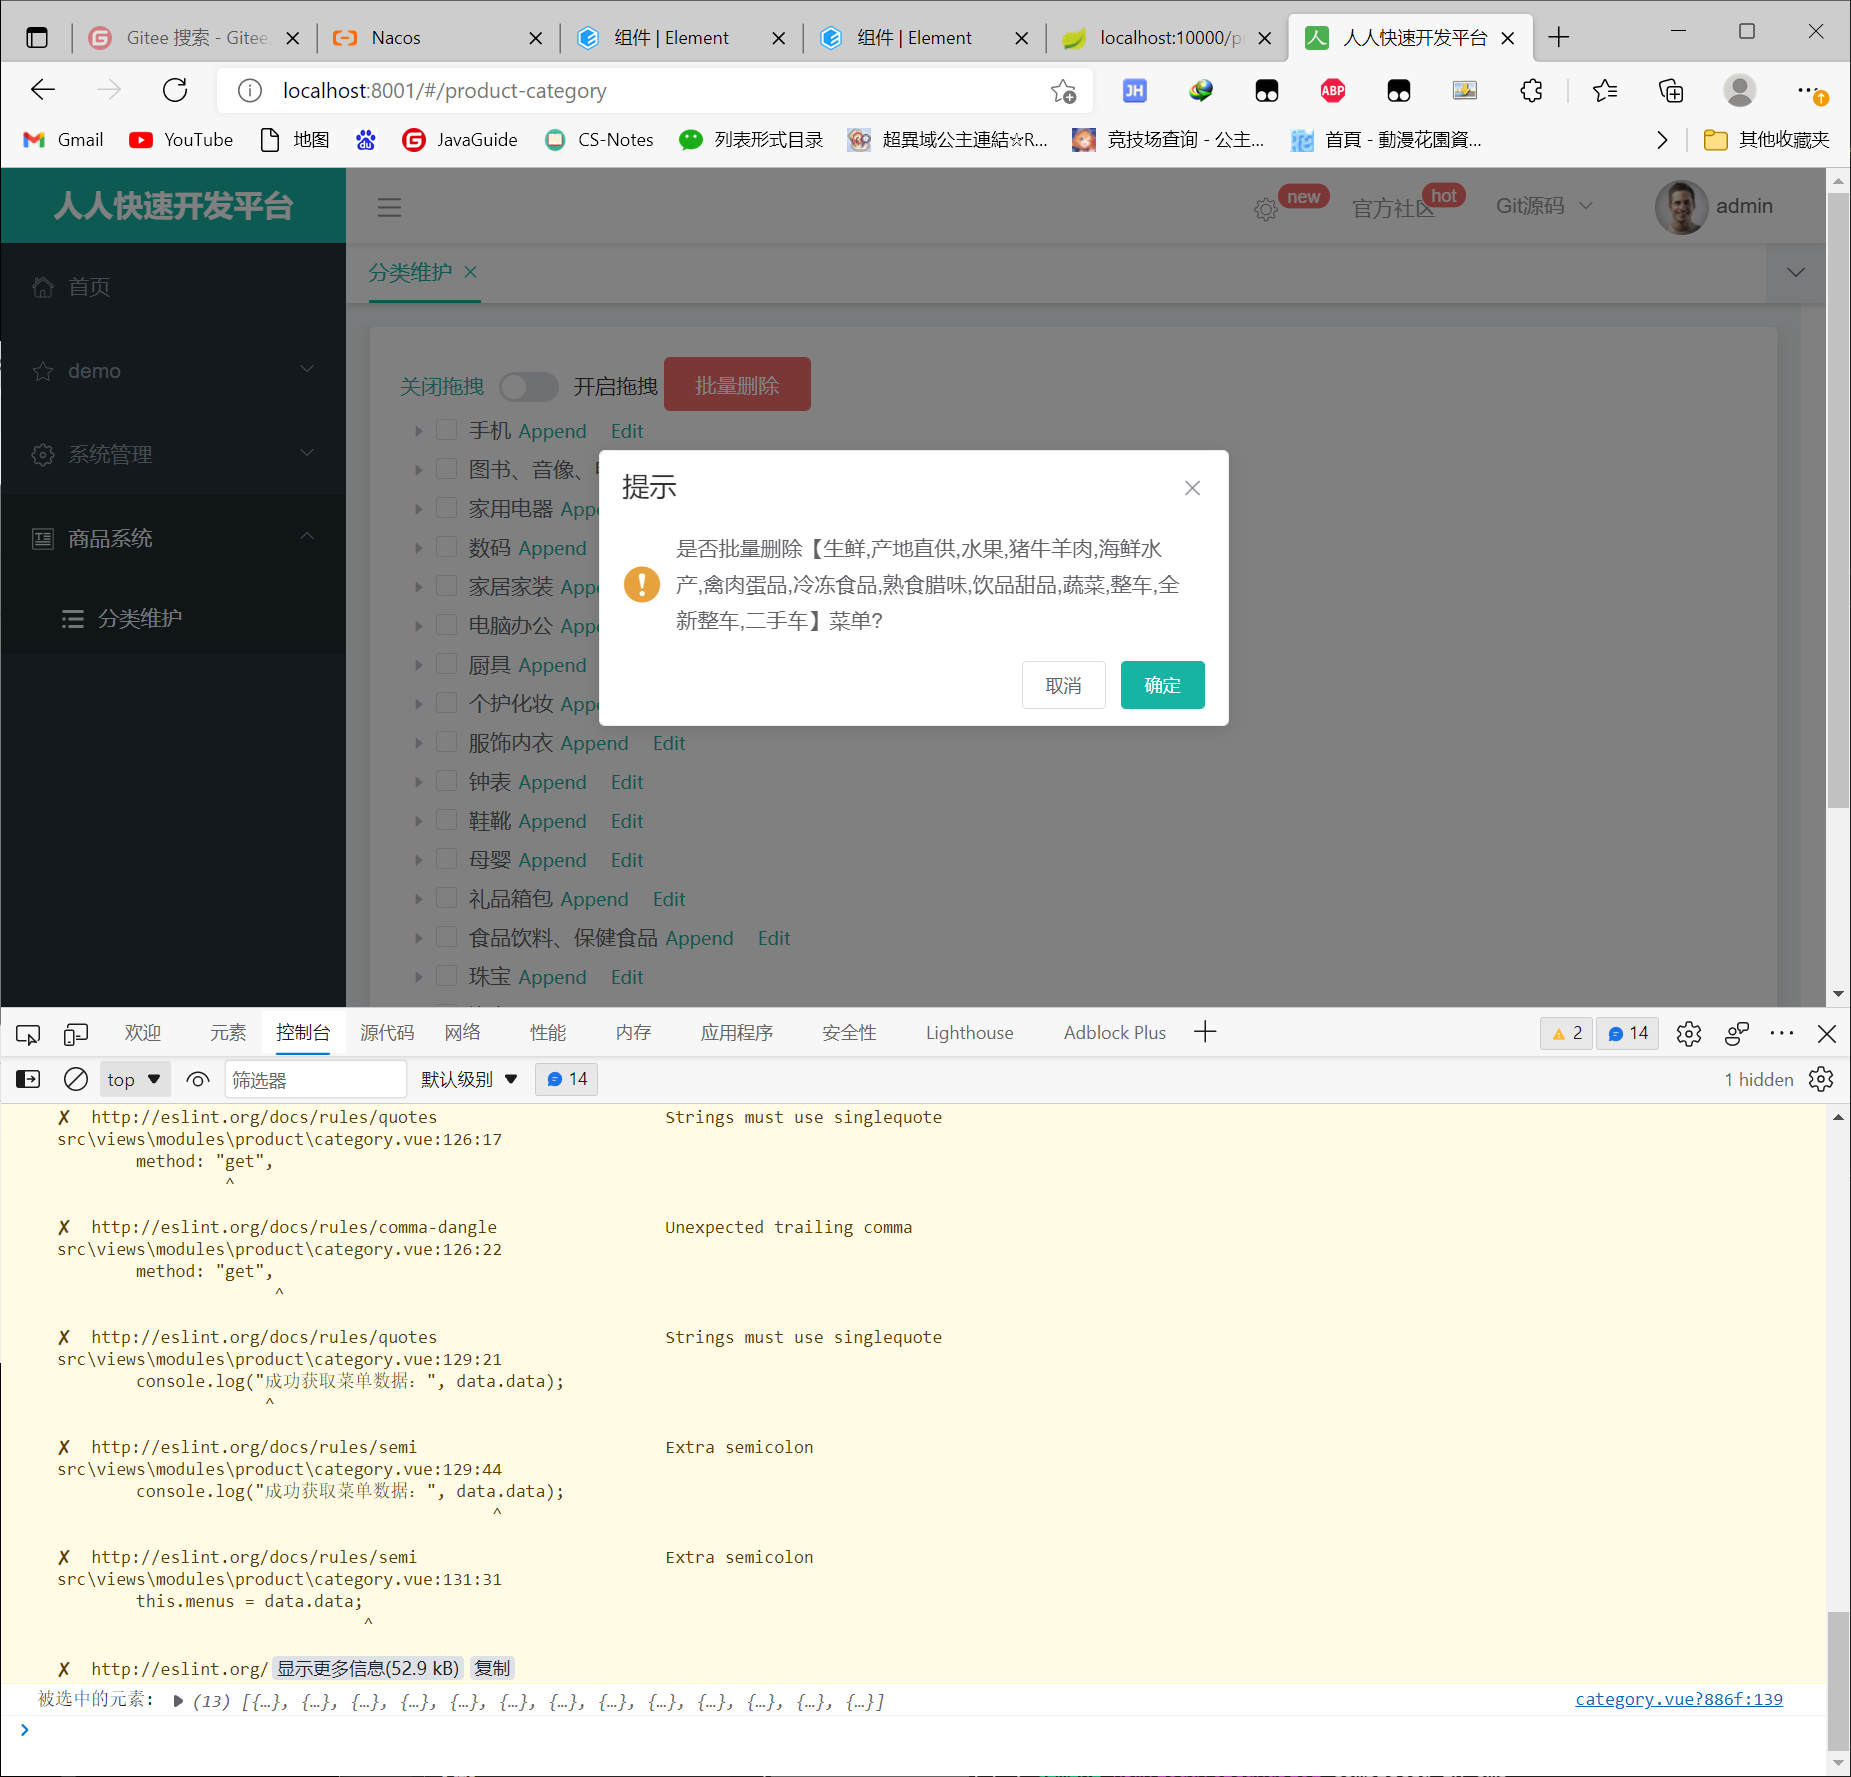 Gitee 搜索 - Gitee.
Nacos
组件 | Element
组件 | Element
localhost:10000/p
人人快速开发平台
localhost:8001/#/product-category
JH
ABP
Gmail
YouTube
地图
du
JavaGuide
CS-Notes
列表形式目录
超異域公主連結☆R...
竞技场查询 - 公主...
首頁 - 動漫花園資...
其他收藏夹
人人快速开发平台
new
官方社区
hot
Git源码
admin
首页
分类维护
demo
系统管理
商品系统
分类维护
关闭拖拽
开启拖拽
批量删除
手机 Append Edit
图书、音像、
家用电器 Appe
数码 Append
家居家装 Appe
电脑办公 Appe
厨具 Append
个护化妆 Appe
服饰内衣 Append Edit
钟表 Append Edit
鞋靴 Append Edit
母婴 Append Edit
礼品箱包 Append Edit
食品饮料、保健食品 Append Edit
珠宝 Append Edit
提示
是否批量删除【生鲜,产地直供,水果,猪牛羊肉,海鲜水
产,禽肉蛋品,冷冻食品,熟食腊味,饮品甜品,蔬菜,整车,全
新整车,二手车】菜单?
取消
确定
欢迎
元素
控制台
源代码
网络
性能
内存
应用程序
安全性
Lighthouse
Adblock Plus
2
14
top
筛选器
默认级别
14
1 hidden
✗ http://eslint.org/docs/rules/quotes Strings must use singlequote
src\views\modules\product\category.vue:126:17
method: "get",
^
✗ http://eslint.org/docs/rules/comma-dangle Unexpected trailing comma
src\views\modules\product\category.vue:126:22
method: "get",
^
✗ http://eslint.org/docs/rules/quotes Strings must use singlequote
src\views\modules\product\category.vue:129:21
console.log("成功获取菜单数据: ", data.data);
^
✗ http://eslint.org/docs/rules/semi Extra semicolon
src\views\modules\product\category.vue:129:44
console.log("成功获取菜单数据: ", data.data);
^
✗ http://eslint.org/docs/rules/semi Extra semicolon
src\views\modules\product\category.vue:131:31
this.menus = data.data;
^
✗ http://eslint.org/ 显示更多信息(52.9 kB) 复制
被选中的元素: (13) [{…}, {…}, {…}, {…}, {…}, {…}, {…}, {…}, {…}, {…}, {…}, {…}, {…}] category.vue?886f:139